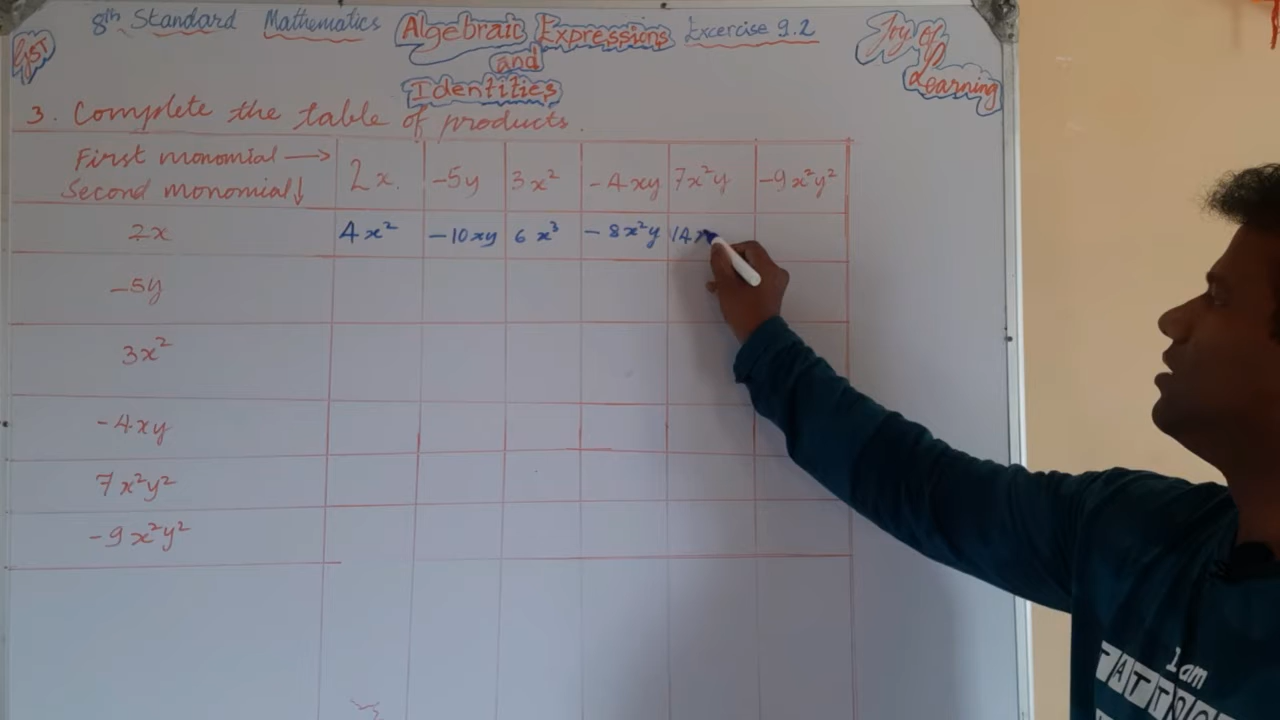 8th Standard Mathematics Algebraic Expressions Excercise 9.2
and
Identities
Joy of
Learning
3. Complete the table of products.
First monomial → 2x. -5y 3x² -4xy 7x²y -9x²y²
Second monomial ↓
2x 4x² -10xy 6x³ -8x²y 14x
-5y
3x²
-4xy
7x²y²
-9x²y²
I am